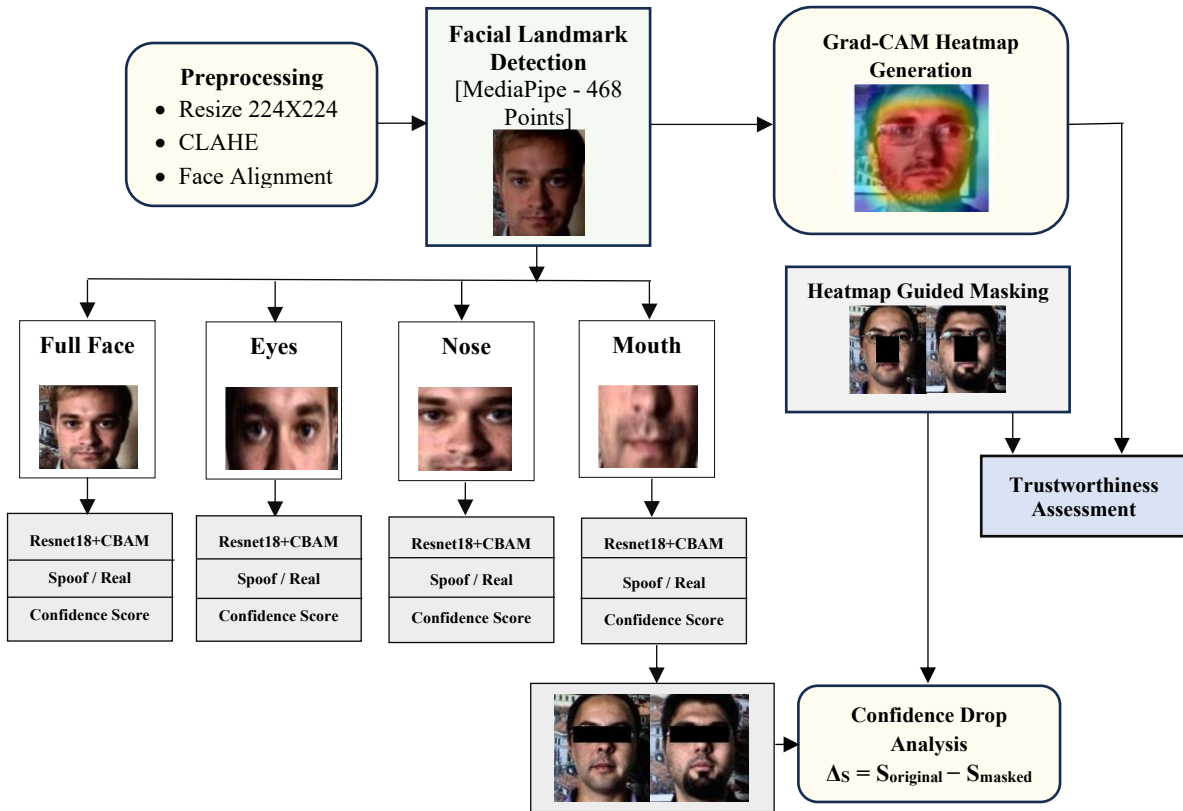 Preprocessing
• Resize 224X224
• CLAHE
• Face Alignment
Facial Landmark
Detection
[MediaPipe - 468
Points]
Grad-CAM Heatmap
Generation
Heatmap Guided Masking
Full Face
Eyes
Nose
Mouth
Trustworthiness
Assessment
Resnet18+CBAM
Spoof / Real
Confidence Score
Resnet18+CBAM
Spoof / Real
Confidence Score
Resnet18+CBAM
Spoof / Real
Confidence Score
Resnet18+CBAM
Spoof / Real
Confidence Score
Confidence Drop
Analysis
Δs = Soriginal – Smasked